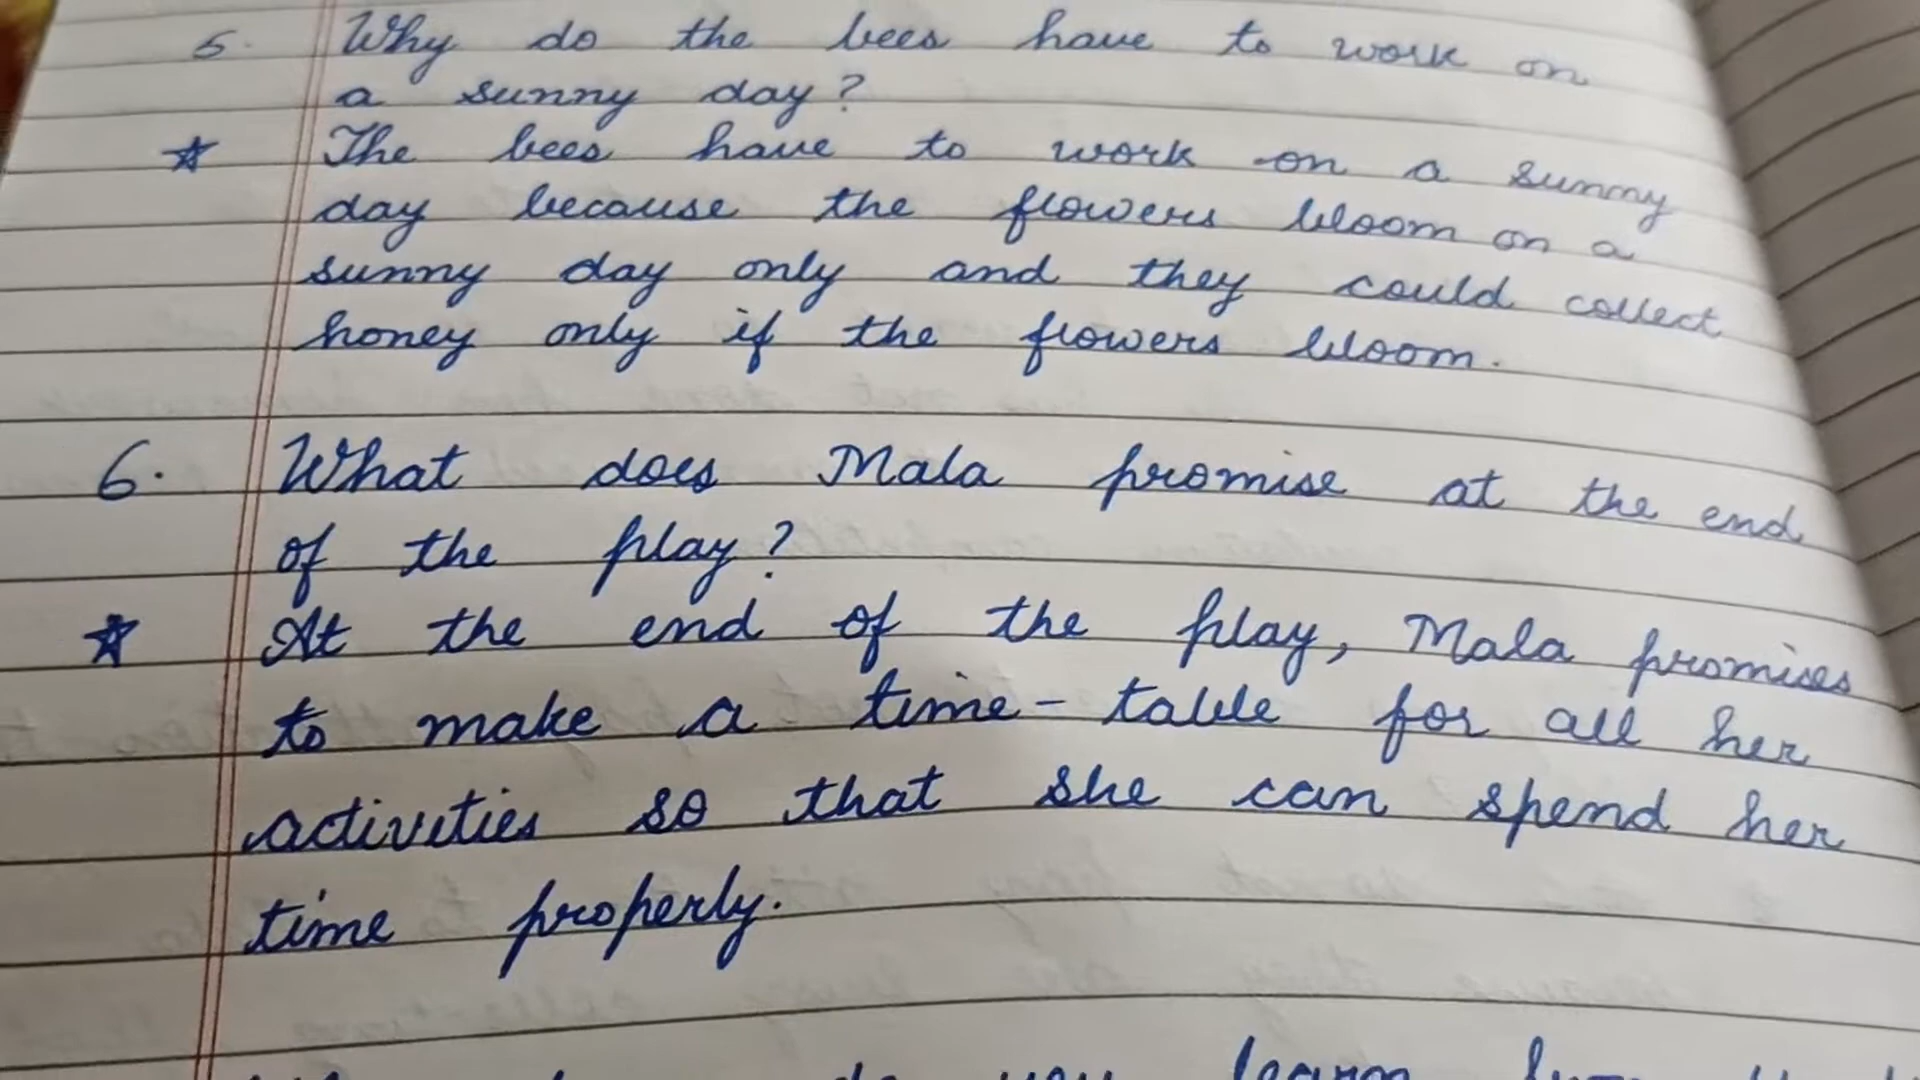 5. Why do the bees have to work on
a sunny day?
☆ The bees have to work on a sunny
day because the flowers bloom on a
sunny day only and they could collect
honey only if the flowers bloom.
6. What does Mala promise at the end
of the play?
☆ At the end of the play, Mala promises
to make a time-table for all her
activities so that she can spend her
time properly.
you learn